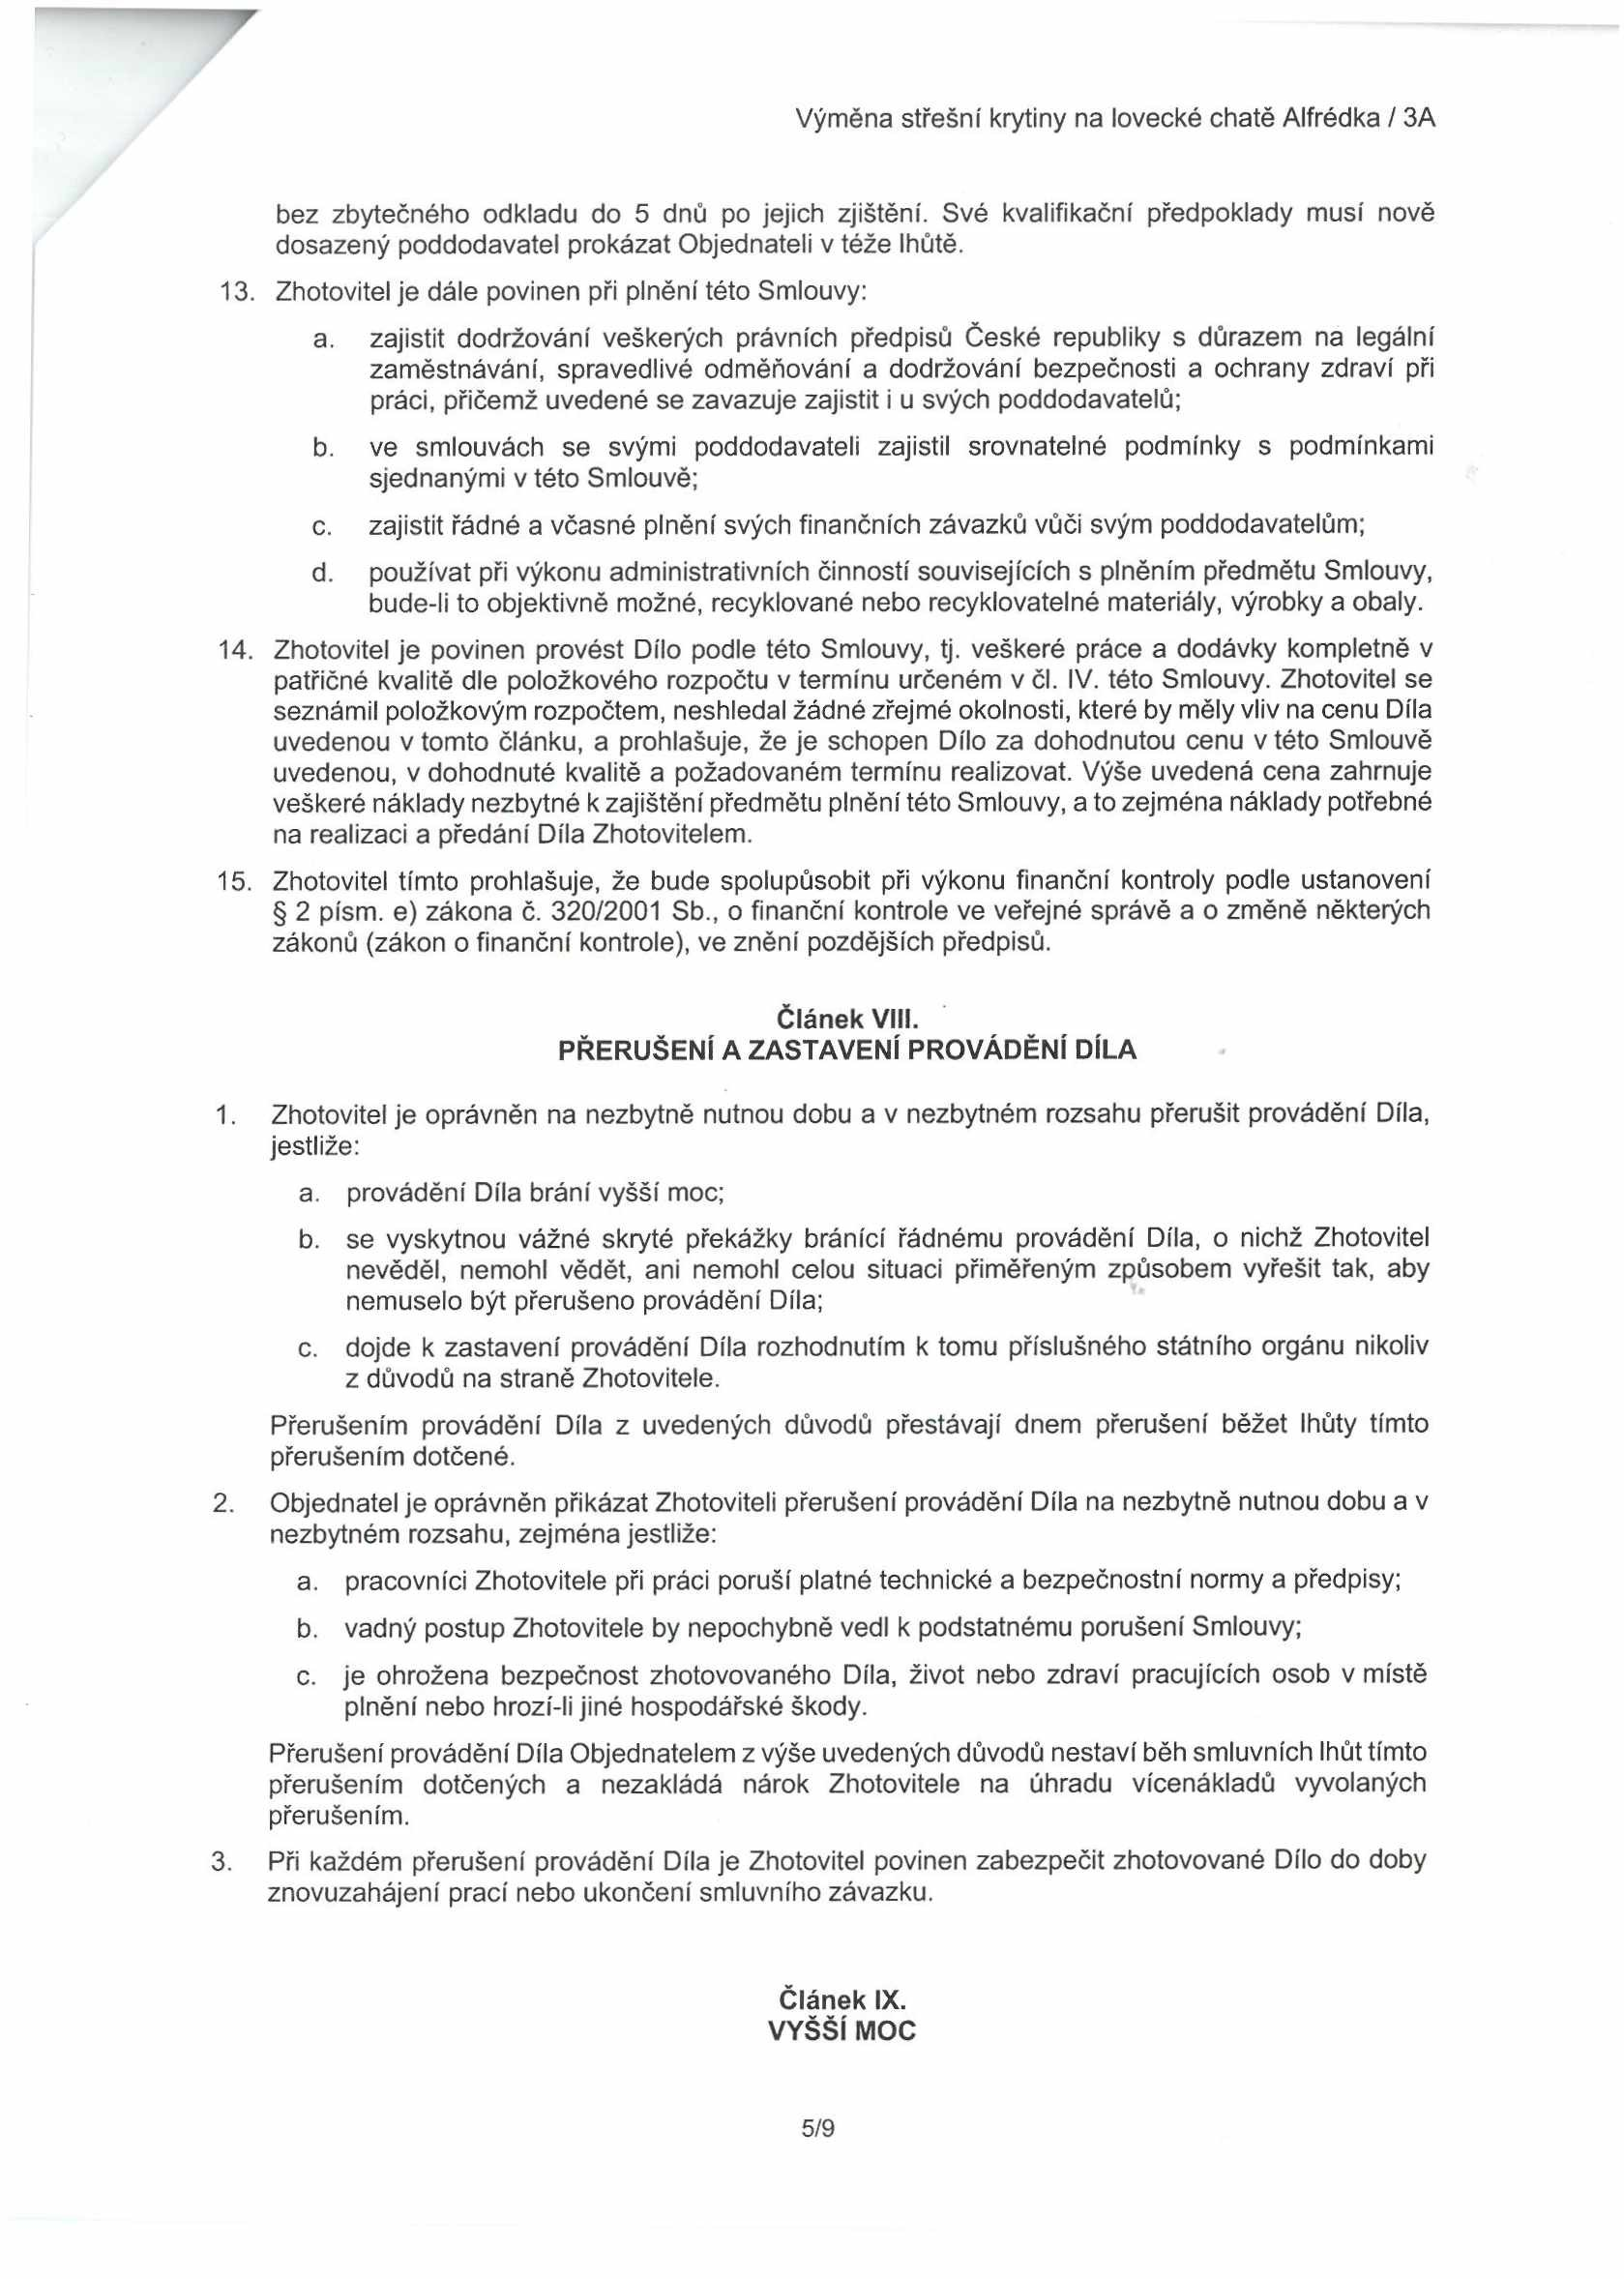 Výměna střešní krytiny na lovecké chatě Alfrédka / 3A
bez zbytečného odkladu do 5 dnů po jejich zjištění. Své kvalifikační předpoklady musí nově
dosazený poddodavatel prokázat Objednateli v téže lhůtě.
13. Zhotovitel je dále povinen při plnění této Smlouvy:
a. zajistit dodržování veškerých právních předpisů České republiky s důrazem na legální
zaměstnávání, spravedlivé odměňování a dodržování bezpečnosti a ochrany zdraví při
práci, přičemž uvedené se zavazuje zajistit i u svých poddodavatelů;
b. ve smlouvách se svými poddodavateli zajistil srovnatelné podmínky s podmínkami
sjednanými v této Smlouvě;
c. zajistit řádné a včasné plnění svých finančních závazků vůči svým poddodavatelům;
d. používat při výkonu administrativních činností souvisejících s plněním předmětu Smlouvy,
bude-li to objektivně možné, recyklované nebo recyklovatelné materiály, výrobky a obaly.
14. Zhotovitel je povinen provést Dílo podle této Smlouvy, tj. veškeré práce a dodávky kompletně v
patřičné kvalitě dle položkového rozpočtu v termínu určeném v čl. IV. této Smlouvy. Zhotovitel se
seznámil položkovým rozpočtem, neshledal žádné zřejmé okolnosti, které by měly vliv na cenu Díla
uvedenou v tomto článku, a prohlašuje, že je schopen Dílo za dohodnutou cenu v této Smlouvě
uvedenou, v dohodnuté kvalitě a požadovaném termínu realizovat. Výše uvedená cena zahrnuje
veškeré náklady nezbytné k zajištění předmětu plnění této Smlouvy, a to zejména náklady potřebné
na realizaci a předání Díla Zhotovitelem.
15. Zhotovitel tímto prohlašuje, že bude spolupůsobit při výkonu finanční kontroly podle ustanovení
§ 2 písm. e) zákona č. 320/2001 Sb., o finanční kontrole ve veřejné správě a o změně některých
zákonů (zákon o finanční kontrole), ve znění pozdějších předpisů.
Článek VIII.
PŘERUŠENÍ A ZASTAVENÍ PROVÁDĚNÍ DÍLA
1. Zhotovitel je oprávněn na nezbytně nutnou dobu a v nezbytném rozsahu přerušit provádění Díla,
jestliže:
a. provádění Díla brání vyšší moc;
b. se vyskytnou vážné skryté překážky bránící řádnému provádění Díla, o nichž Zhotovitel
nevěděl, nemohl vědět, ani nemohl celou situaci přiměřeným způsobem vyřešit tak, aby
nemuselo být přerušeno provádění Díla;
c. dojde k zastavení provádění Díla rozhodnutím k tomu příslušného státního orgánu nikoliv
z důvodů na straně Zhotovitele.
Přerušením provádění Díla z uvedených důvodů přestávají dnem přerušení běžet lhůty tímto
přerušením dotčené.
2. Objednatel je oprávněn přikázat Zhotoviteli přerušení provádění Díla na nezbytně nutnou dobu a v
nezbytném rozsahu, zejména jestliže:
a. pracovníci Zhotovitele při práci poruší platné technické a bezpečnostní normy a předpisy;
b. vadný postup Zhotovitele by nepochybně vedl k podstatnému porušení Smlouvy;
c. je ohrožena bezpečnost zhotovovaného Díla, život nebo zdraví pracujících osob v místě
plnění nebo hrozí-li jiné hospodářské škody.
Přerušení provádění Díla Objednatelem z výše uvedených důvodů nestaví běh smluvních lhůt tímto
přerušením dotčených a nezakládá nárok Zhotovitele na úhradu vícenákladů vyvolaných
přerušením.
3. Při každém přerušení provádění Díla je Zhotovitel povinen zabezpečit zhotovované Dílo do doby
znovuzahájení prací nebo ukončení smluvního závazku.
Článek IX.
VYŠŠÍ MOC
5/9